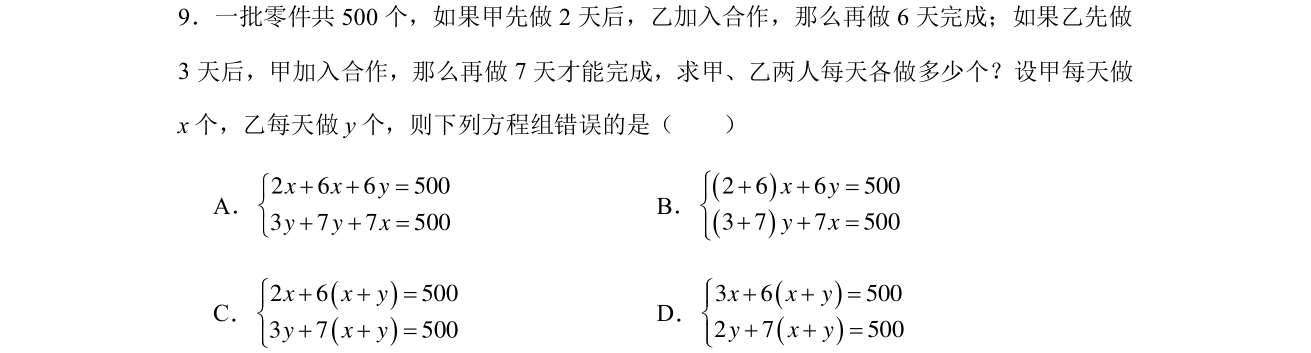 9．一批零件共 500 个，如果甲先做 2 天后，乙加入合作，那么再做 6 天完成；如果乙先做
3 天后，甲加入合作，那么再做 7 天才能完成，求甲、乙两人每天各做多少个？设甲每天做
x 个，乙每天做 y 个，则下列方程组错误的是（　　）
A． {2x+6x+6y=500
3y+7y+7x=500
B． {(2+6)x+6y=500
(3+7)y+7x=500
C． {2x+6(x+y)=500
3y+7(x+y)=500
D． {3x+6(x+y)=500
2y+7(x+y)=500